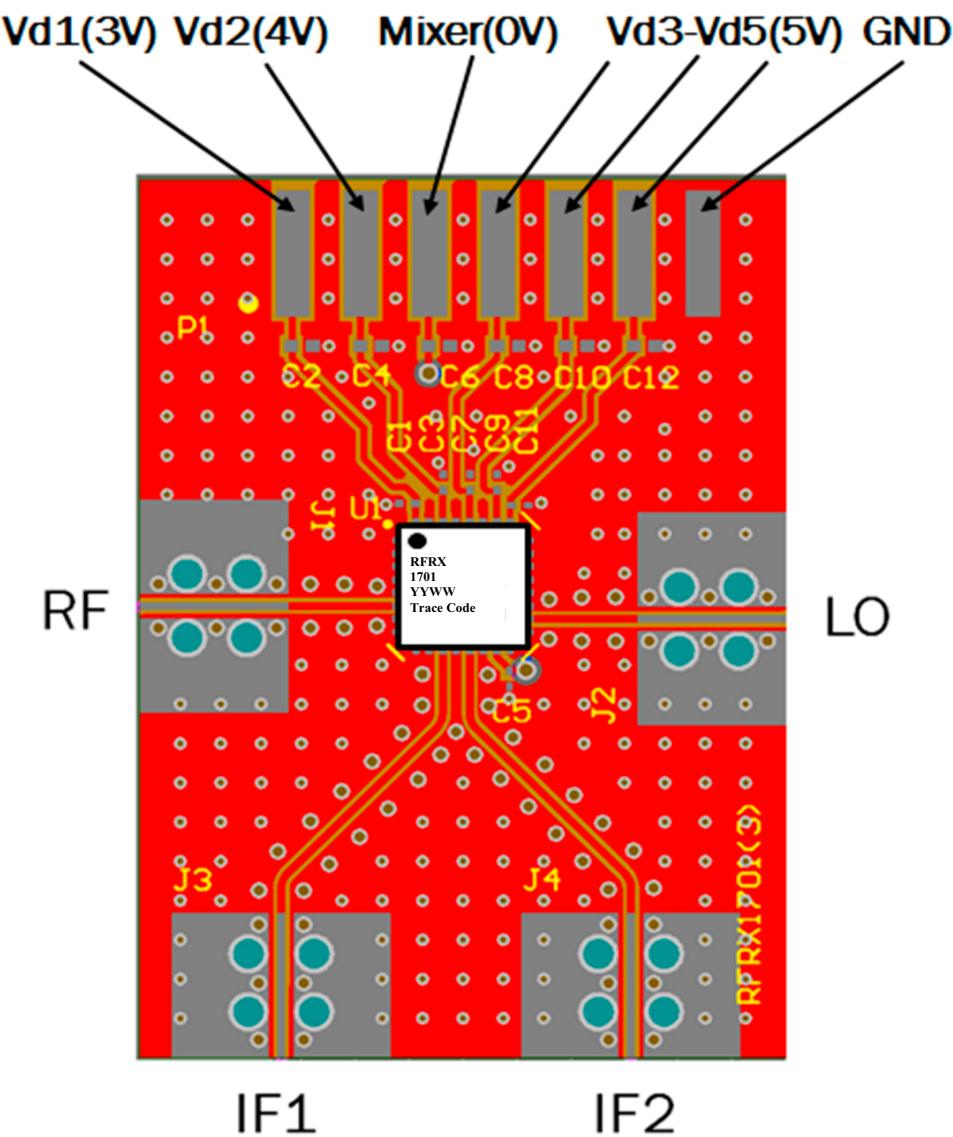 Vd1(3V) Vd2(4V) Mixer(0V) Vd3-Vd5(5V) GND
P1
C2 C4 C6 C8 C10 C12
C1 C3 C7 C9 C11
J1 U1
RFRX
1701
YYWW
Trace Code
RF LO
C5 J2
J3 J4
RFRX1701(3)
IF1 IF2